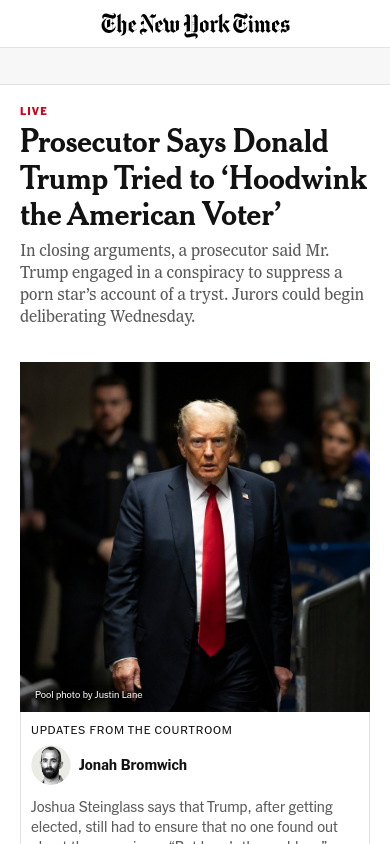 The New York Times
LIVE
Prosecutor Says Donald
Trump Tried to ‘Hoodwink
the American Voter’
In closing arguments, a prosecutor said Mr.
Trump engaged in a conspiracy to suppress a
porn star’s account of a tryst. Jurors could begin
deliberating Wednesday.
Pool photo by Justin Lane
UPDATES FROM THE COURTROOM
Jonah Bromwich
Joshua Steinglass says that Trump, after getting
elected, still had to ensure that no one found out